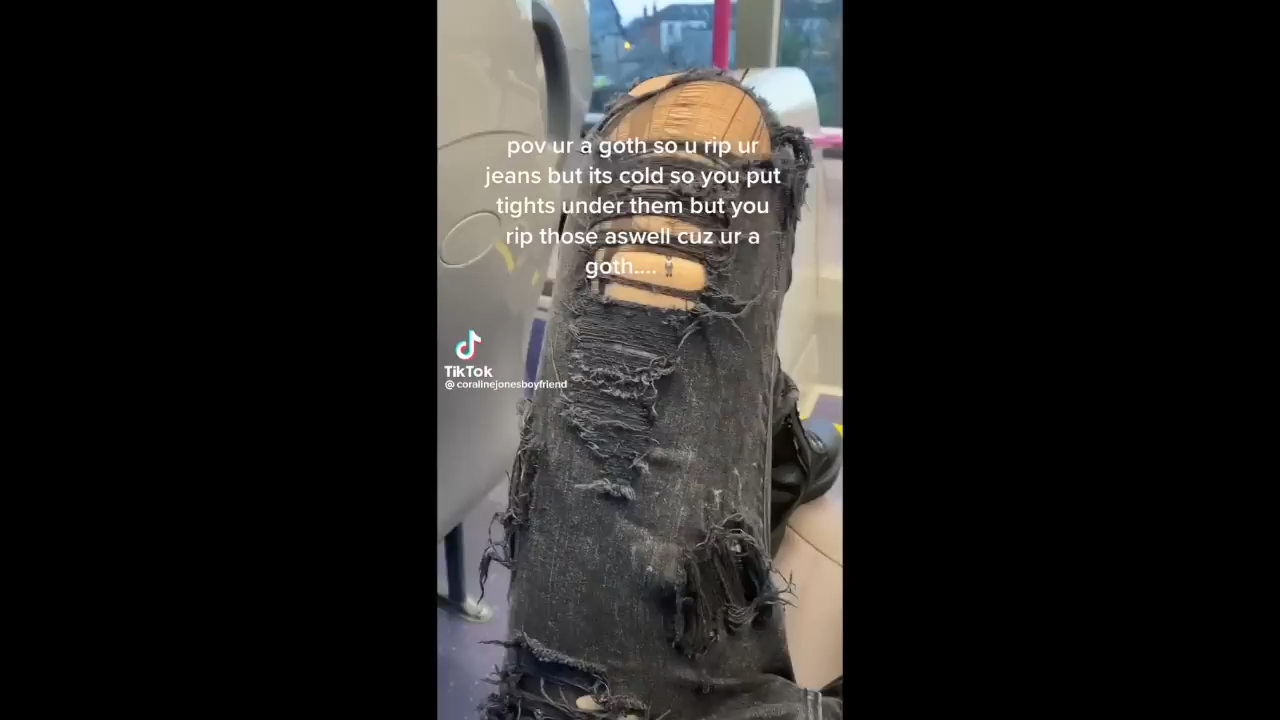 pov ur a goth so u rip ur
jeans but its cold so you put
tights under them but you
rip those aswell cuz ur a
goth....🧍🏻
TikTok
@ coralinejonesboyfriend